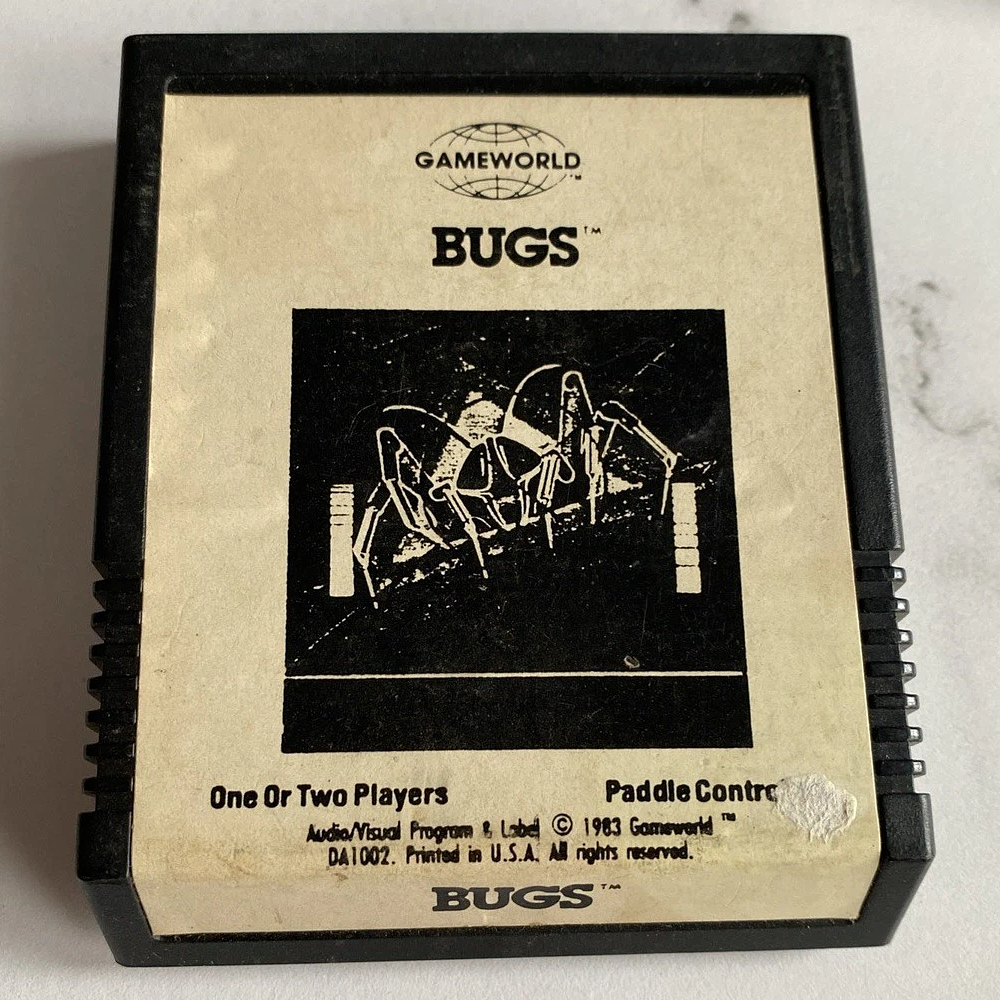 GAMEWORLD™
BUGS™
One Or Two Players
Paddle Contro
Audio/Visual Program & Label © 1983 Gameworld™
DA1002. Printed in U.S.A. All rights reserved.
BUGS™